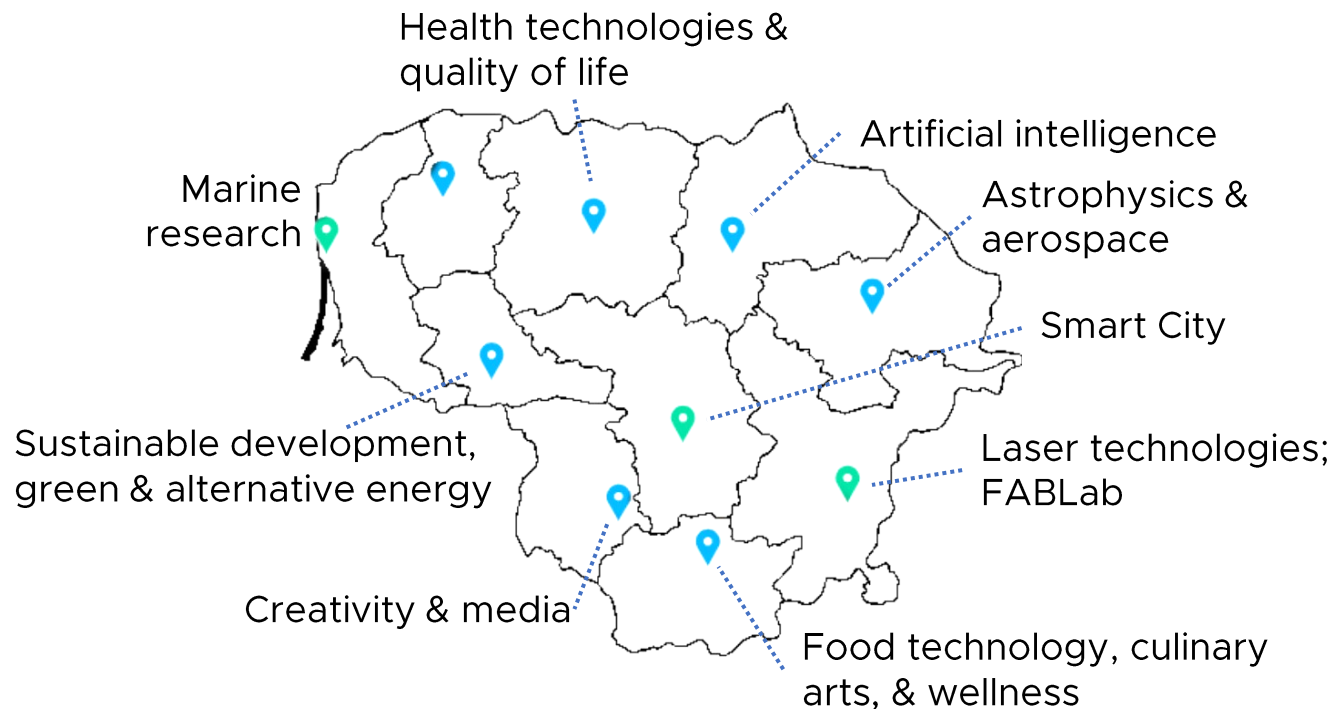 Health technologies &
quality of life
Artificial intelligence
Marine
research
Astrophysics &
aerospace
Smart City
Sustainable development,
green & alternative energy
Laser technologies;
FABLab
Creativity & media
Food technology, culinary
arts, & wellness